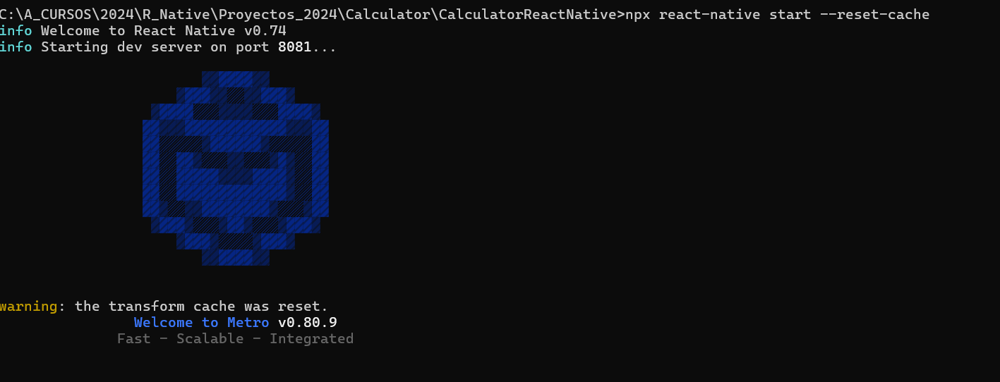 C:\A_CURSOS\2024\R_Native\Proyectos_2024\Calculator\CalculatorReactNative>npx react-native start --reset-cache
info Welcome to React Native v0.74
info Starting dev server on port 8081...
warning: the transform cache was reset.
Welcome to Metro v0.80.9
Fast - Scalable - Integrated